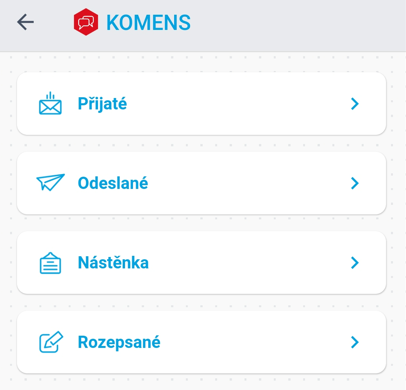 KOMENS
Přijaté
Odeslané
Nástěnka
Rozepsané